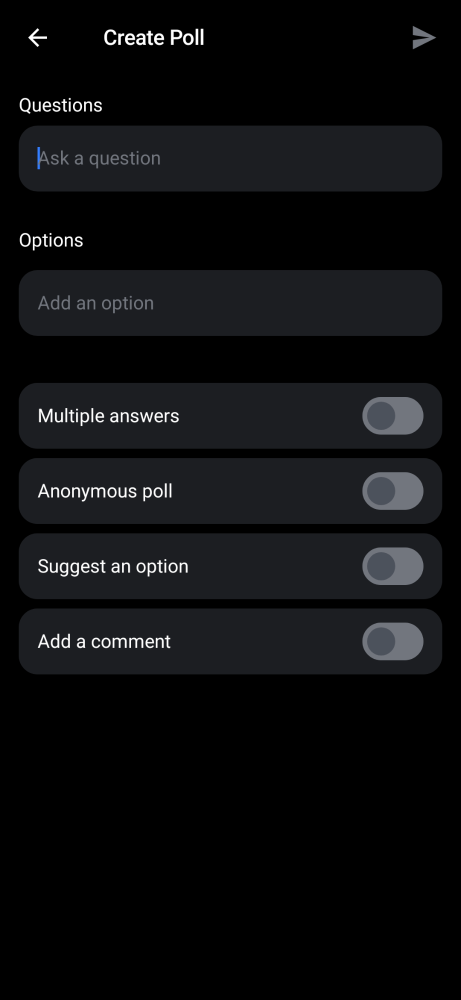 Create Poll
Questions
Ask a question
Options
Add an option
Multiple answers
Anonymous poll
Suggest an option
Add a comment